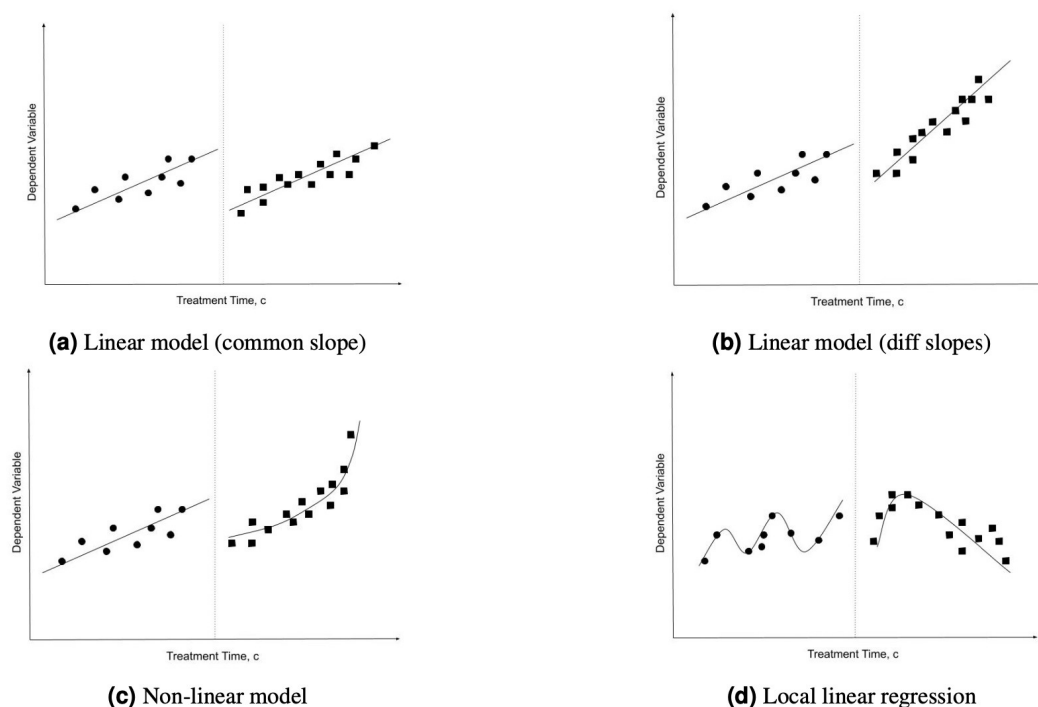 Dependent Variable
Treatment Time, c
(a) Linear model (common slope)
Dependent Variable
Treatment Time, c
(b) Linear model (diff slopes)
Dependent Variable
Treatment Time, c
(c) Non-linear model
Dependent Variable
Treatment Time, c
(d) Local linear regression